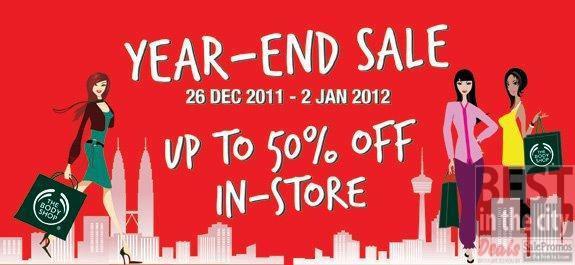 YEAR-END SALE
26 DEC 2011 - 2 JAN 2012
UP TO 50% OFF
IN-STORE
THE
BODY
SHOP
®
THE
BODY
SHOP
BEST
in the city
Deals
SalePromos